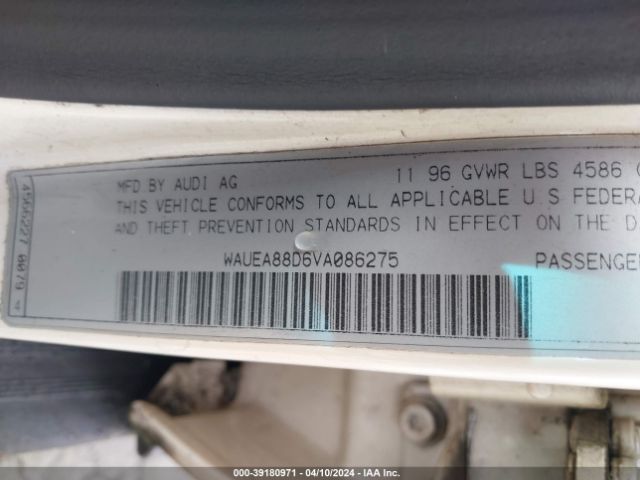 MFD BY AUDI AG 11 96 GVWR LBS 4586
THIS VEHICLE CONFORMS TO ALL APPLICABLE U S FEDERA
AND THEFT PREVENTION STANDARDS IN EFFECT ON THE DA
WAUEA88D6VA086275 PASSENGE
000-39180971 - 04/10/2024 - IAA Inc.